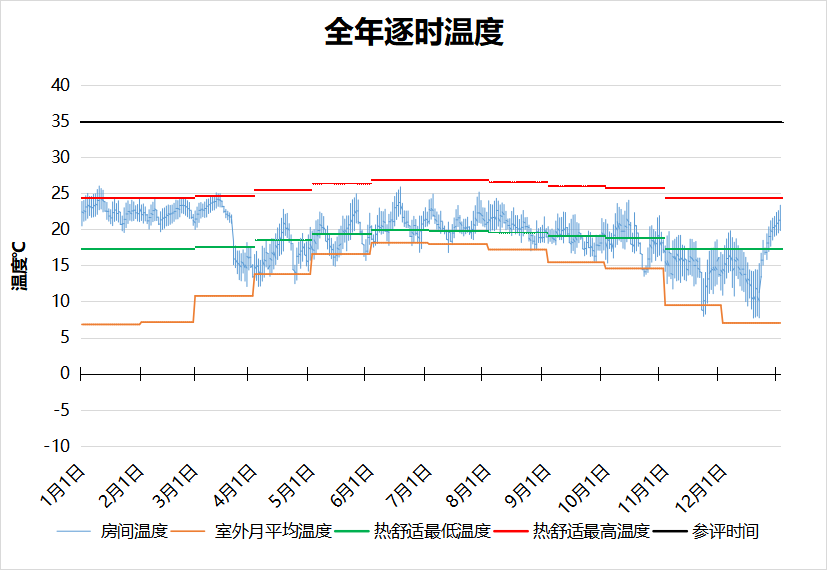 全年逐时温度
40
35
30
25
20
15
10
5
0
-5
-10
温度℃
1月1日
2月1日
3月1日
4月1日
5月1日
6月1日
7月1日
8月1日
9月1日
10月1日
11月1日
12月1日
房间温度 室外月平均温度 热舒适最低温度 热舒适最高温度 参评时间